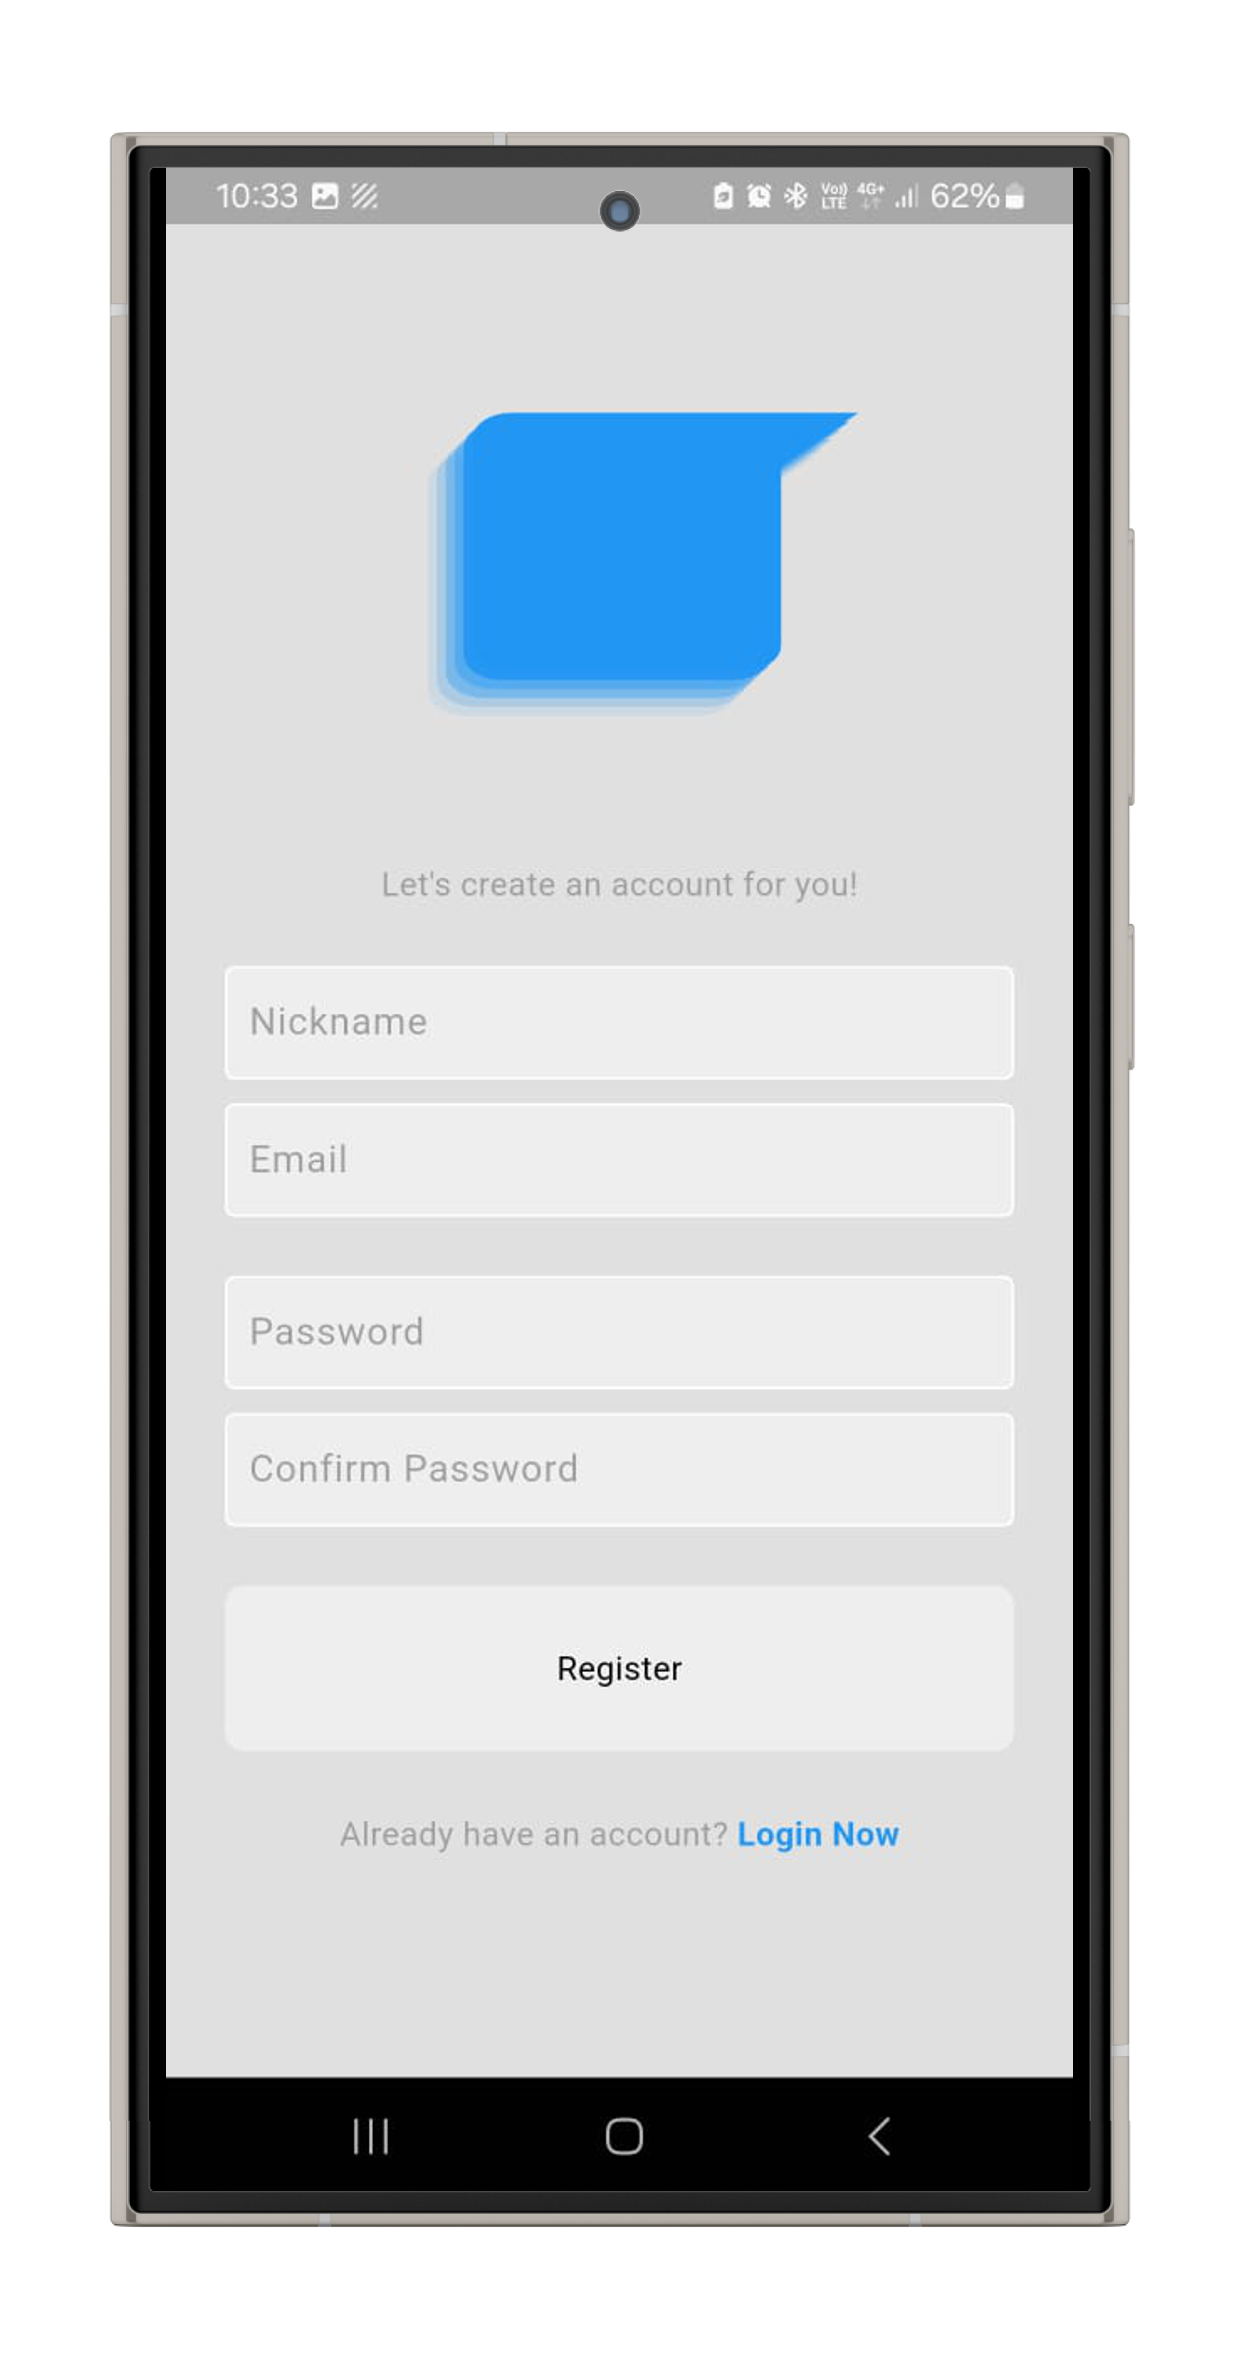 10:33 Vo)) LTE 4G+ 62%
Let's create an account for you!
Nickname
Email
Password
Confirm Password
Register
Already have an account? Login Now